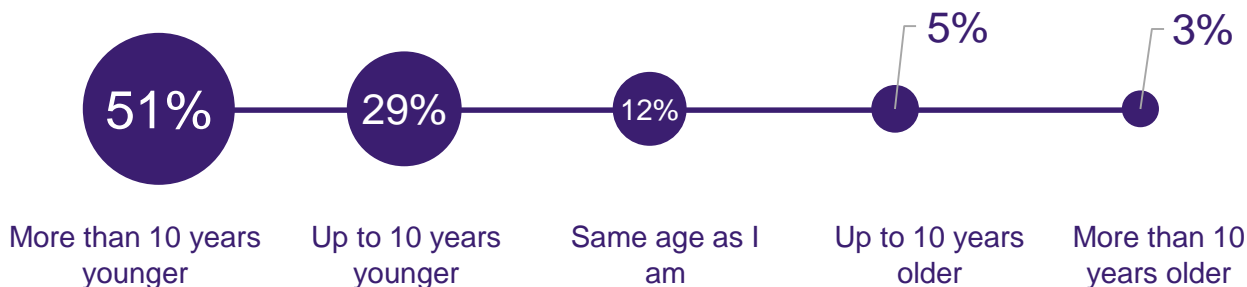 5%
3%
51%
29%
12%
More than 10 years
younger
Up to 10 years
younger
Same age as I
am
Up to 10 years
older
More than 10
years older